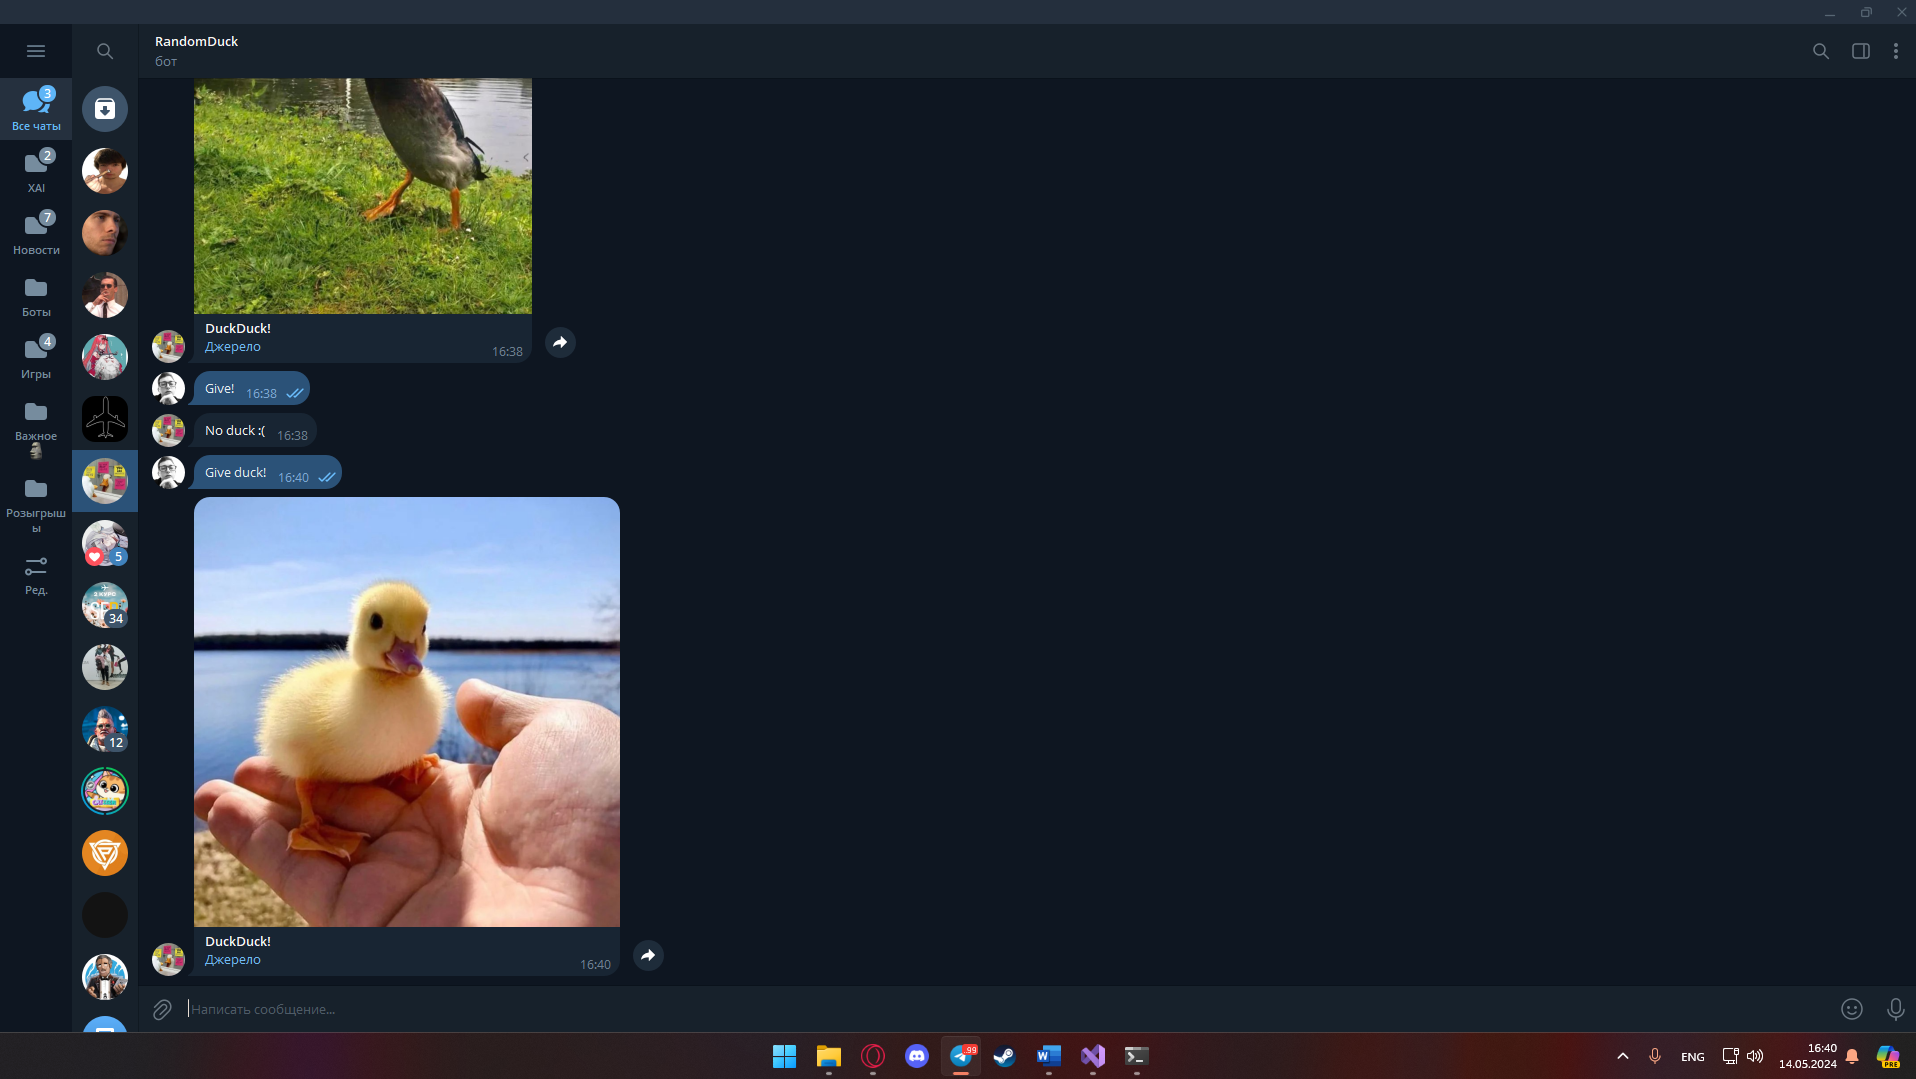 RandomDuck
бот
3
Все чаты
2
XAI
7
Новости
Боты
4
Игры
Важное
Розыгрыш
ы
Ред.
5
34
12
DuckDuck!
Джерело
16:38
Give!
16:38
No duck :(
16:38
Give duck!
16:40
DuckDuck!
Джерело
16:40
Написать сообщение...
..99
ENG
16:40
14.05.2024
PRE